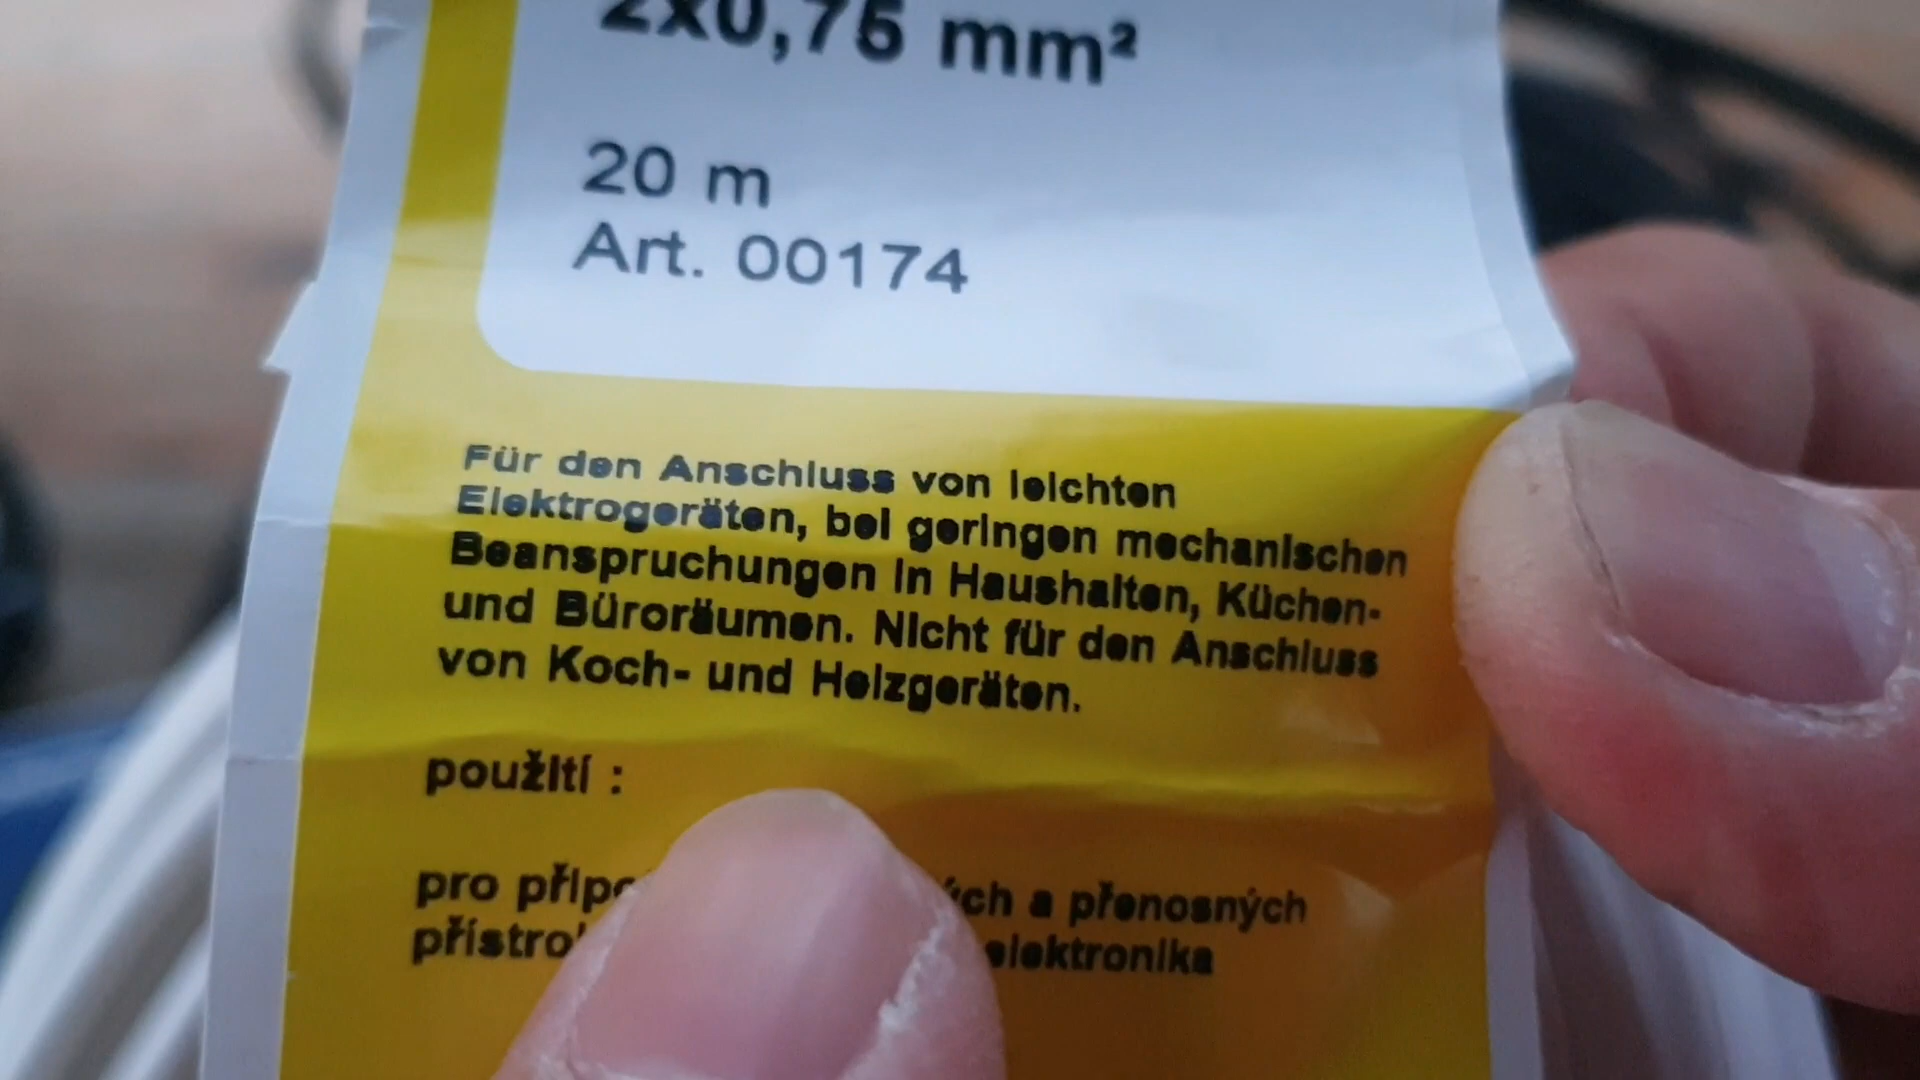 2x0,75 mm²
20 m
Art. 00174
Für den Anschluss von leichten
Elektrogeräten, bei geringen mechanischen
Beanspruchungen in Haushalten, Küchen-
und Büroräumen. Nicht für den Anschluss
von Koch- und Heizgeräten.
použití :
pro a přenosných
elektronika